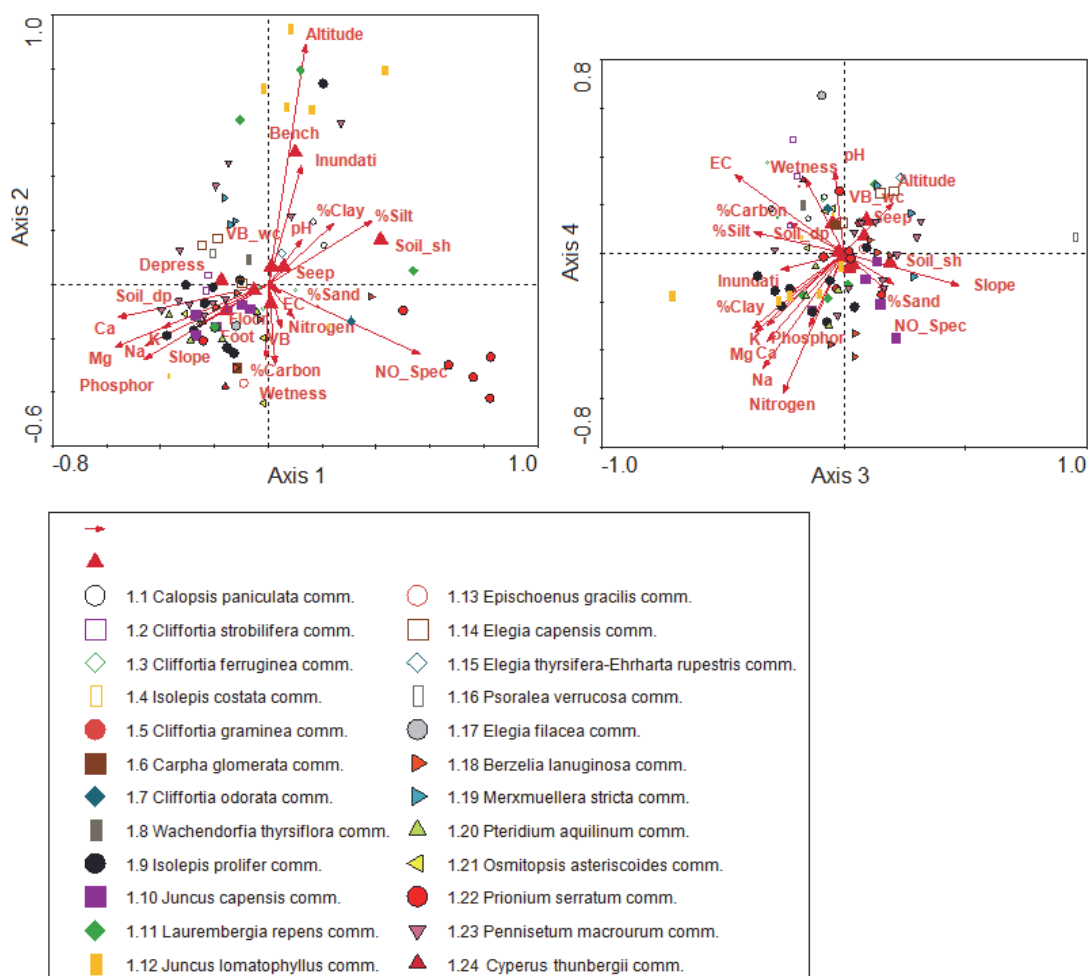 1.0
Altitude
Bench
Inundati
%Clay
%Silt
VB_wc
pH
Soil_sh
Depress
Seep
Soil_dp
EC
%Sand
Ca
Floor
Nitrogen
K
Foot
VB
Mg
Na
Slope
Phosphor
%Carbon
NO_Spec
Wetness
Axis 2
-0.6
-0.8
Axis 1
1.0
0.8
pH
EC
Wetness
Altitude
VB_wc
%Carbon
Seep
%Silt
Soil_dp
Soil_sh
Inundati
Slope
%Sand
%Clay
NO_Spec
K
Phosphor
Mg
Ca
Na
Nitrogen
Axis 4
-0.8
-1.0
Axis 3
1.0
1.1 Calopsis paniculata comm.
1.2 Cliffortia strobilifera comm.
1.3 Cliffortia ferruginea comm.
1.4 Isolepis costata comm.
1.5 Cliffortia graminea comm.
1.6 Carpha glomerata comm.
1.7 Cliffortia odorata comm.
1.8 Wachendorfia thyrsiflora comm.
1.9 Isolepis prolifer comm.
1.10 Juncus capensis comm.
1.11 Laurembergia repens comm.
1.12 Juncus lomatophyllus comm.
1.13 Epischoenus gracilis comm.
1.14 Elegia capensis comm.
1.15 Elegia thyrsifera-Ehrharta rupestris comm.
1.16 Psoralea verrucosa comm.
1.17 Elegia filacea comm.
1.18 Berzelia lanuginosa comm.
1.19 Merxmuellera stricta comm.
1.20 Pteridium aquilinum comm.
1.21 Osmitopsis asteriscoides comm.
1.22 Prionium serratum comm.
1.23 Pennisetum macrourum comm.
1.24 Cyperus thunbergii comm.